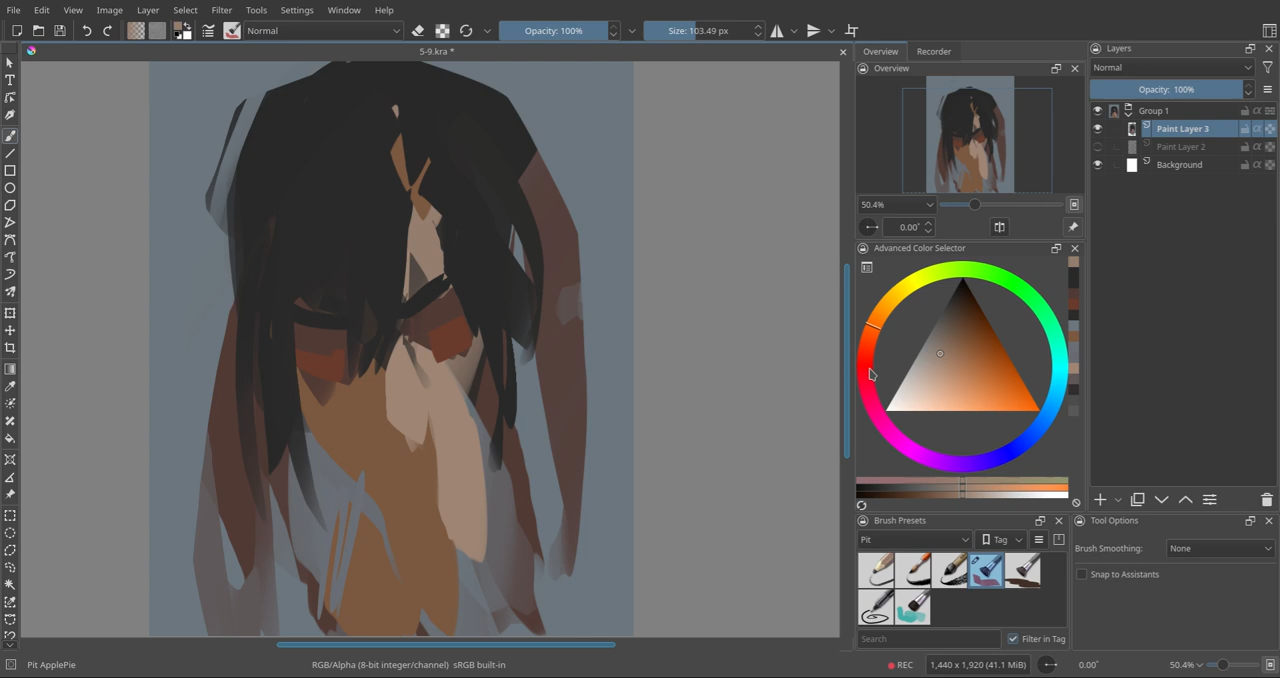 File Edit View Image Layer Select Filter Tools Settings Window Help
Normal Opacity: 100% Size: 103.49 px
5-9.kra *
Overview Recorder
Overview
50.4%
0.00°
Advanced Color Selector
Brush Presets
Pit Tag
Search Filter in Tag
Layers
Normal
Opacity: 100%
Group 1
Paint Layer 3
Paint Layer 2
Background
Tool Options
Brush Smoothing: None
Snap to Assistants
Pit ApplePie RGB/Alpha (8-bit integer/channel) sRGB built-in REC 1,440 x 1,920 (41.1 MiB) 0.00° 50.4%